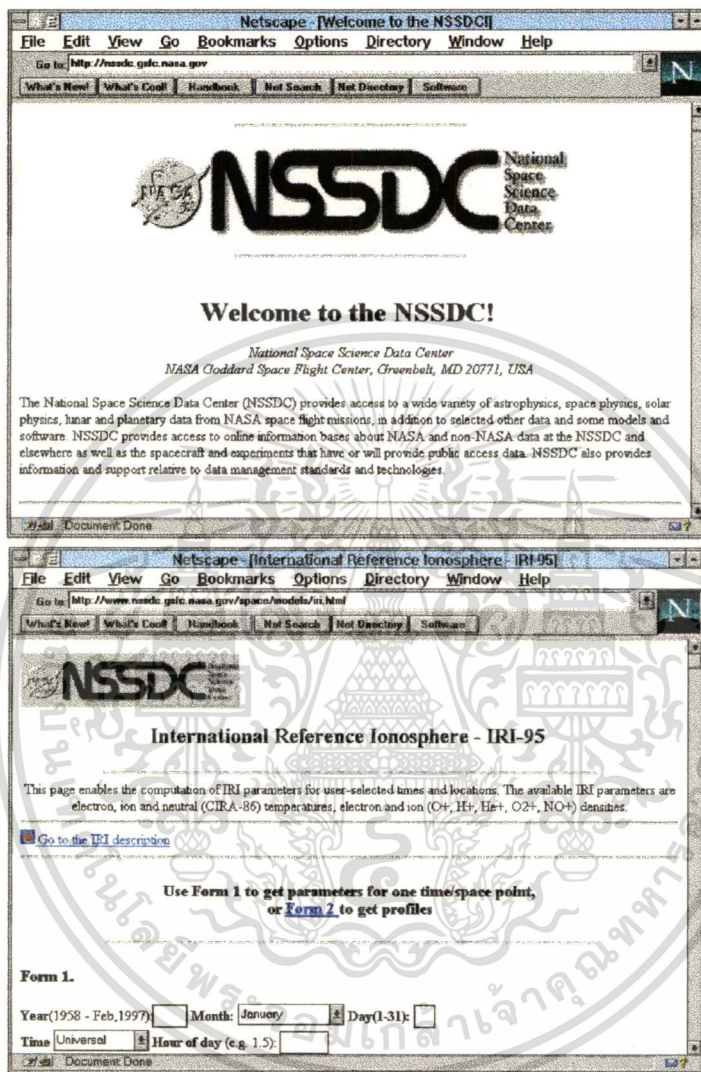 Netscape - [Welcome to the NSSDC!]
File Edit View Go Bookmarks Options Directory Window Help
Go to: http://nssdc.gsfc.nasa.gov
What's New! What's Cool! Handbook Net Search Net Directory Software
NASA NSSDC National
Space
Science
Data
Center
Welcome to the NSSDC!
National Space Science Data Center
NASA Goddard Space Flight Center, Greenbelt, MD 20771, USA
The National Space Science Data Center (NSSDC) provides access to a wide variety of astrophysics, space physics, solar
physics, lunar and planetary data from NASA space flight missions, in addition to selected other data and some models and
software. NSSDC provides access to online information bases about NASA and non-NASA data at the NSSDC and
elsewhere as well as the spacecraft and experiments that have or will provide public access data. NSSDC also provides
information and support relative to data management standards and technologies.
Document: Done
Netscape - [International Reference Ionosphere - IRI-95]
File Edit View Go Bookmarks Options Directory Window Help
Go to: http://www.nssdc.gsfc.nasa.gov/space/models/iri.html
What's New! What's Cool! Handbook Net Search Net Directory Software
NSSDC
International Reference Ionosphere - IRI-95
This page enables the computation of IRI parameters for user-selected times and locations. The available IRI parameters are
electron, ion and neutral (CIRA-86) temperatures, electron and ion (O+, H+, He+, O2+, NO+) densities.
Go to the IRI description
Use Form 1 to get parameters for one time/space point,
or Form 2 to get profiles
Form 1.
Year(1958 - Feb,1997): Month: January Day(1-31):
Time Universal Hour of day (e.g. 1.5):
Document: Done